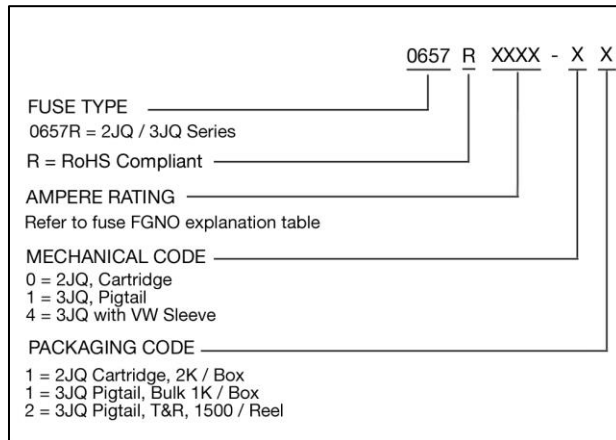 0657 R XXXX - X X
FUSE TYPE
0657R = 2JQ / 3JQ Series
R = RoHS Compliant
AMPERE RATING
Refer to fuse FGNO explanation table
MECHANICAL CODE
0 = 2JQ, Cartridge
1 = 3JQ, Pigtail
4 = 3JQ with VW Sleeve
PACKAGING CODE
1 = 2JQ Cartridge, 2K / Box
1 = 3JQ Pigtail, Bulk 1K / Box
2 = 3JQ Pigtail, T&R, 1500 / Reel